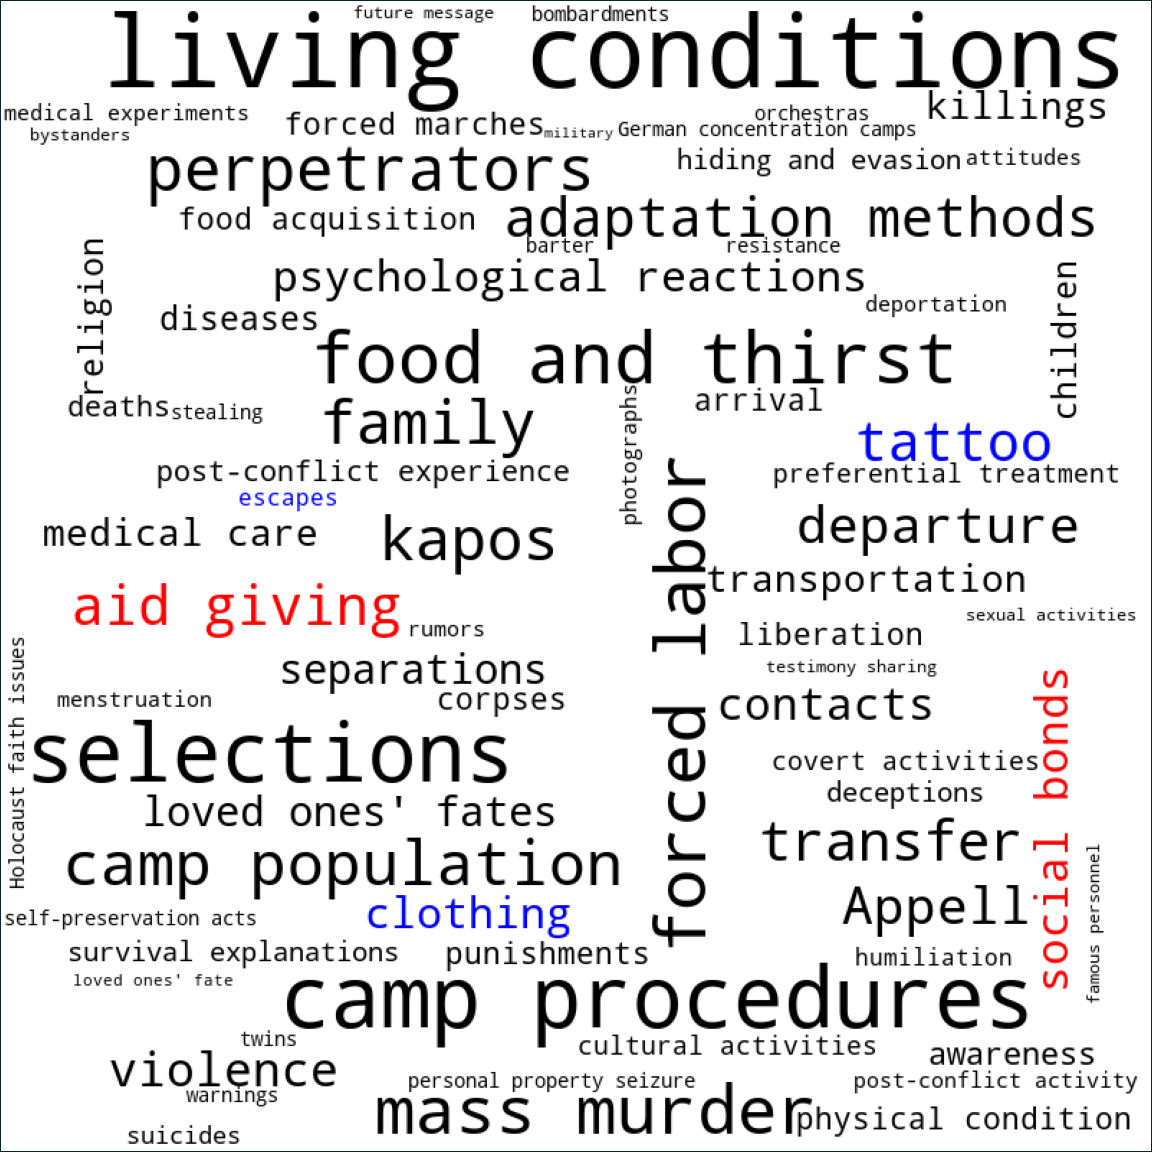 future message
bombardments
living conditions
medical experiments
orchestras
killings
bystanders
forced marches
military
German concentration camps
perpetrators
hiding and evasion
attitudes
food acquisition
adaptation methods
barter
resistance
religion
psychological reactions
children
deportation
diseases
food and thirst
deaths
stealing
family
photographs
arrival
tattoo
post-conflict experience
preferential treatment
escapes
medical care
kapos
forced labor
departure
transportation
aid giving
rumors
sexual activities
liberation
Holocaust faith issues
separations
testimony sharing
menstruation
corpses
contacts
social bonds
selections
covert activities
deceptions
loved ones' fates
transfer
camp population
famous personnel
self-preservation acts
clothing
Appell
survival explanations
punishments
humiliation
loved ones' fate
camp procedures
twins
cultural activities
awareness
violence
personal property seizure
post-conflict activity
warnings
mass murder
physical condition
suicides